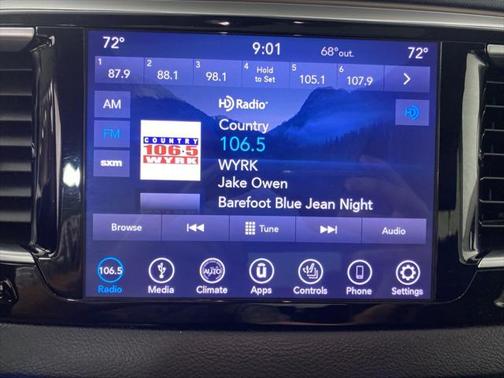 72° 9:01 68° out. 72°
1 87.9 2 88.1 3 98.1 4 Hold to Set 5 105.1 6 107.9
AM
HD Radio
HD
Country
FM
106.5
COUNTRY
106.5
WYRK
sxm
WYRK
Jake Owen
Barefoot Blue Jean Night
Browse Tune Audio
106.5 AUTO
Radio Media Climate Apps Controls Phone Settings